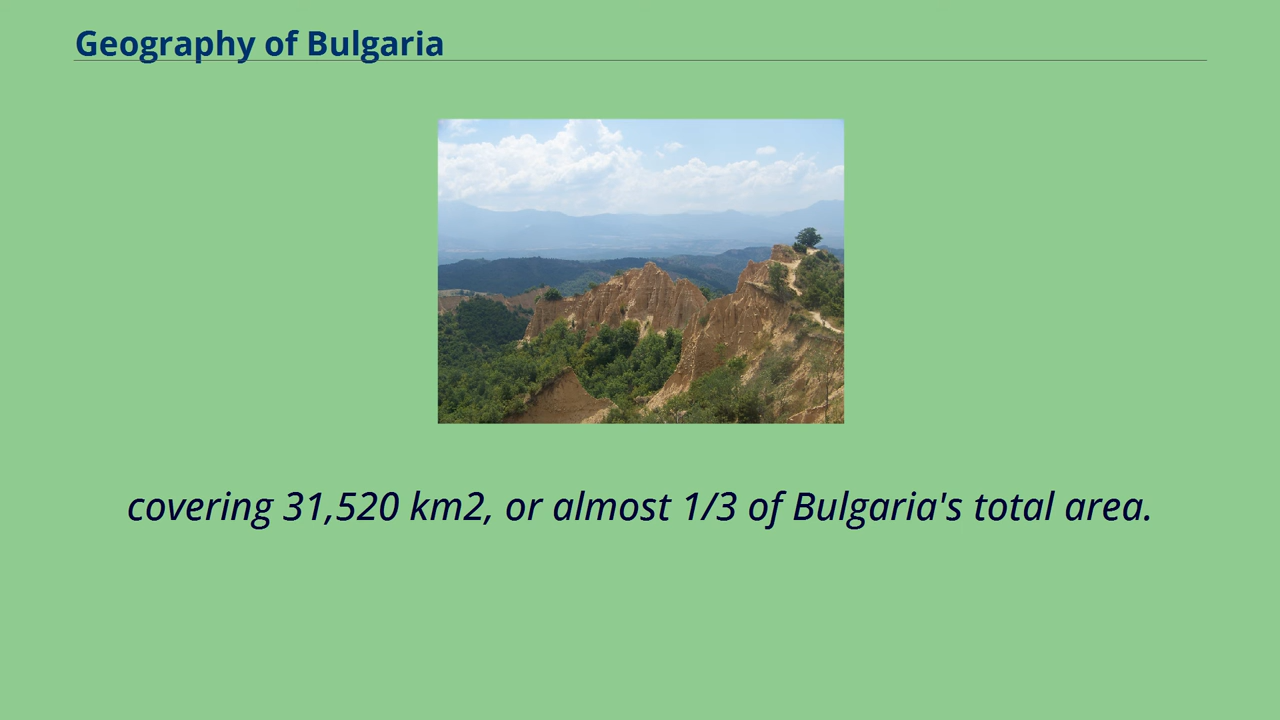 Geography of Bulgaria
covering 31,520 km2, or almost 1/3 of Bulgaria's total area.